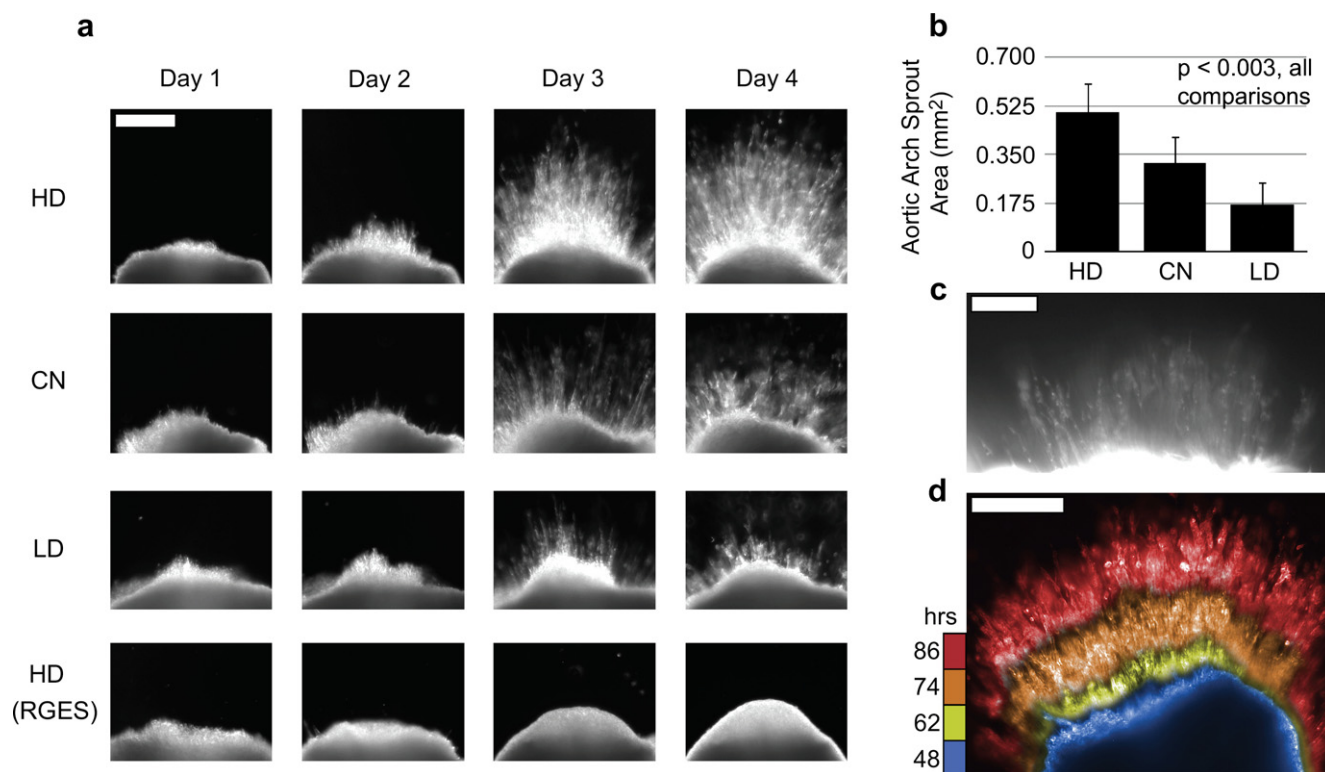 a
Day 1
Day 2
Day 3
Day 4
HD
CN
LD
HD
(RGES)
b
Aortic Arch Sprout
Area (mm²)
0.700
0.525
0.350
0.175
0
p < 0.003, all
comparisons
HD
CN
LD
c
d
hrs
86
74
62
48